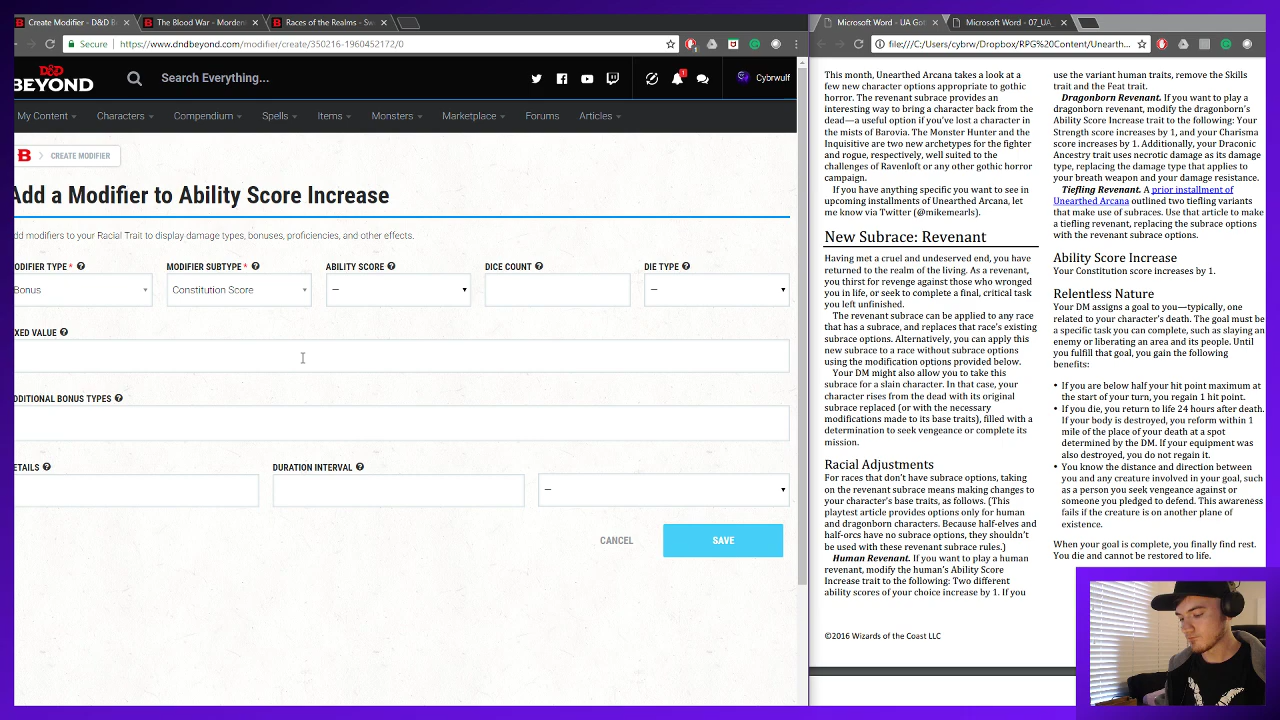 Create Modifier - D&D B
The Blood War - Morden
Races of the Realms - Sw
Secure
https://www.dndbeyond.com/modifier/create/350216-1960452172/0
D&D
BEYOND
Search Everything...
1
Cybrwulf
My Content
Characters
Compendium
Spells
Items
Monsters
Marketplace
Forums
Articles
B
CREATE MODIFIER
Add a Modifier to Ability Score Increase
dd modifiers to your Racial Trait to display damage types, bonuses, proficiencies, and other effects.
ODIFIER TYPE *
MODIFIER SUBTYPE *
ABILITY SCORE
DICE COUNT
DIE TYPE
Bonus
Constitution Score
—
—
XED VALUE
DDITIONAL BONUS TYPES
ETAILS
DURATION INTERVAL
—
CANCEL
SAVE
Microsoft Word - UA Got
Microsoft Word - 07_UA_
file:///C:/Users/cybrw/Dropbox/RPG%20Content/Unearth...
This month, Unearthed Arcana takes a look at a
few new character options appropriate to gothic
horror. The revenant subrace provides an
interesting way to bring a character back from the
dead—a useful option if you've lost a character in
the mists of Barovia. The Monster Hunter and the
Inquisitive are two new archetypes for the fighter
and rogue, respectively, well suited to the
challenges of Ravenloft or any other gothic horror
campaign.
If you have anything specific you want to see in
upcoming installments of Unearthed Arcana, let
me know via Twitter (@mikemearls).
New Subrace: Revenant
Having met a cruel and undeserved end, you have
returned to the realm of the living. As a revenant,
you thirst for revenge against those who wronged
you in life, or seek to complete a final, critical task
you left unfinished.
The revenant subrace can be applied to any race
that has a subrace, and replaces that race's existing
subrace options. Alternatively, you can apply this
new subrace to a race without subrace options
using the modification options provided below.
Your DM might also allow you to take this
subrace for a slain character. In that case, your
character rises from the dead with its original
subrace replaced (or with the necessary
modifications made to its base traits), filled with a
determination to seek vengeance or complete its
mission.
Racial Adjustments
For races that don't have subrace options, taking
on the revenant subrace means making changes to
your character's base traits, as follows. (This
playtest article provides options only for human
and dragonborn characters. Because half-elves and
half-orcs have no subrace options, they shouldn't
be used with these revenant subrace rules.)
Human Revenant. If you want to play a human
revenant, modify the human's Ability Score
Increase trait to the following: Two different
ability scores of your choice increase by 1. If you
©2016 Wizards of the Coast LLC
use the variant human traits, remove the Skills
trait and the Feat trait.
Dragonborn Revenant. If you want to play a
dragonborn revenant, modify the dragonborn's
Ability Score Increase trait to the following: Your
Strength score increases by 1, and your Charisma
score increases by 1. Additionally, your Draconic
Ancestry trait uses necrotic damage as its damage
type, replacing the damage type that applies to
your breath weapon and your damage resistance.
Tiefling Revenant. A prior installment of
Unearthed Arcana outlined two tiefling variants
that make use of subraces. Use that article to make
a tiefling revenant, replacing the subrace options
with the revenant subrace options.
Ability Score Increase
Your Constitution score increases by 1.
Relentless Nature
Your DM assigns a goal to you—typically, one
related to your character's death. The goal must be
a specific task you can complete, such as slaying an
enemy or liberating an area and its people. Until
you fulfill that goal, you gain the following
benefits:
• If you are below half your hit point maximum at
the start of your turn, you regain 1 hit point.
• If you die, you return to life 24 hours after death.
If your body is destroyed, you reform within 1
mile of the place of your death at a spot
determined by the DM. If your equipment was
also destroyed, you do not regain it.
• You know the distance and direction between
you and any creature involved in your goal, such
as a person you seek vengeance against or
someone you pledged to defend. This awareness
fails if the creature is on another plane of
existence.
When your goal is complete, you finally find rest.
You die and cannot be restored to life.